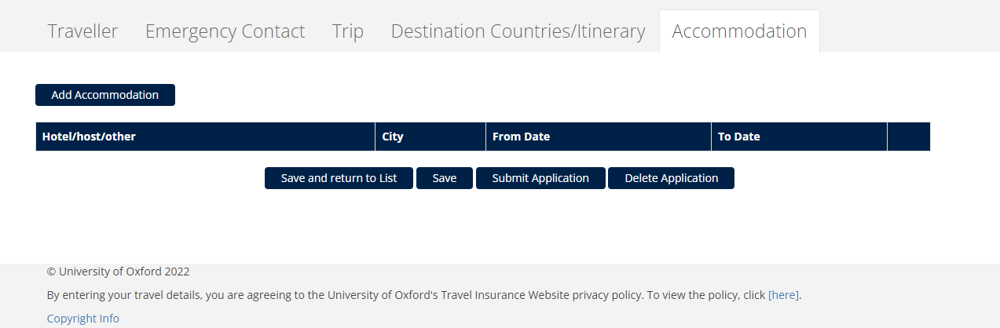 Traveller Emergency Contact Trip Destination Countries/Itinerary Accommodation
Add Accommodation
Hotel/host/other City From Date To Date
Save and return to List Save Submit Application Delete Application
© University of Oxford 2022
By entering your travel details, you are agreeing to the University of Oxford's Travel Insurance Website privacy policy. To view the policy, click [here].
Copyright Info